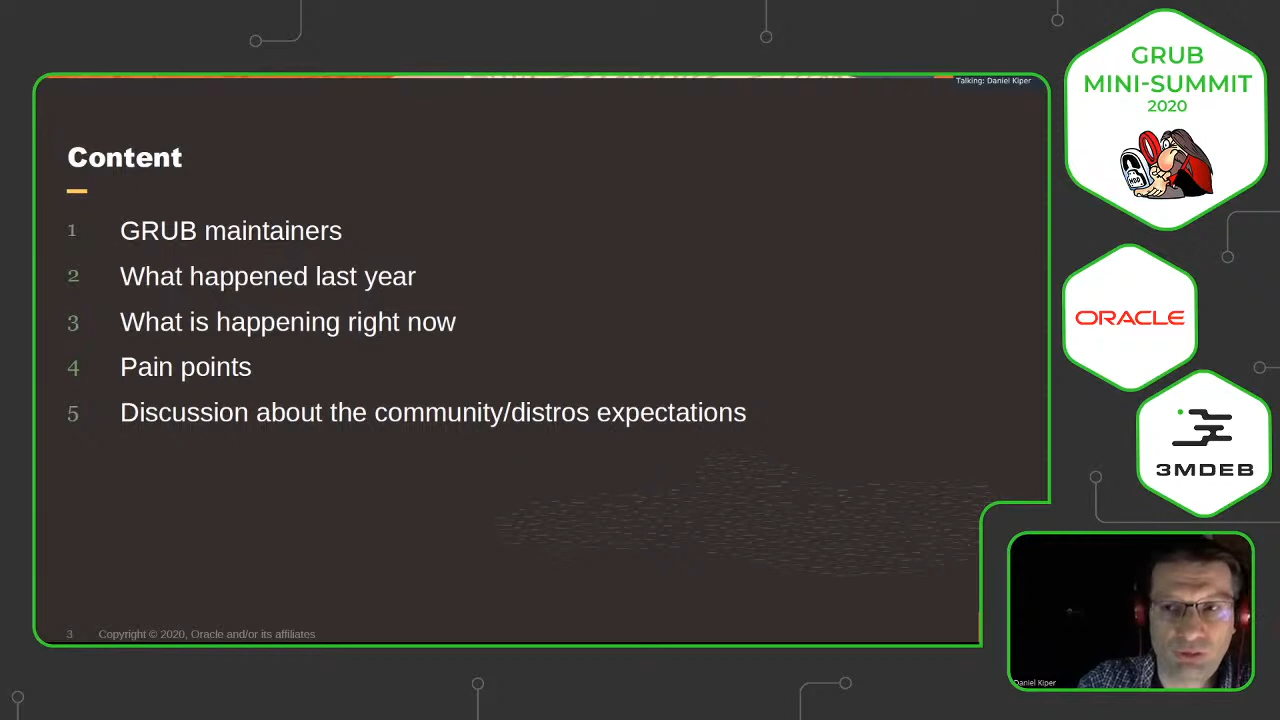 GRUB
MINI-SUMMIT
2020
Talking: Daniel Kiper
Content
1 GRUB maintainers
2 What happened last year
3 What is happening right now
4 Pain points
5 Discussion about the community/distros expectations
ORACLE
3MDEB
3 Copyright © 2020, Oracle and/or its affiliates
Daniel Kiper